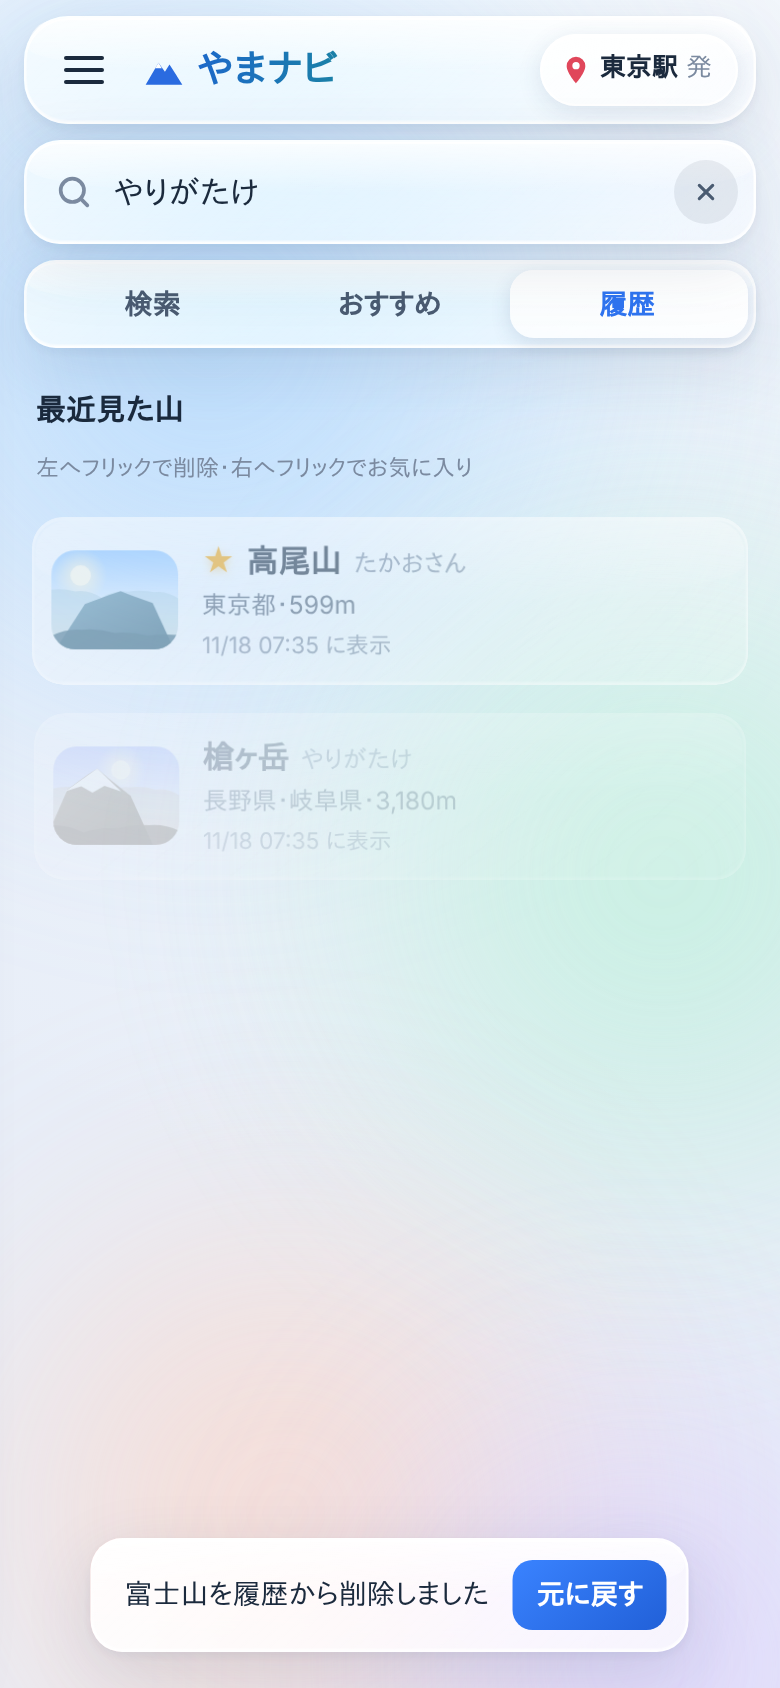 やまナビ
東京駅 発
やりがたけ
検索 おすすめ 履歴
最近見た山
左へフリックで削除·右へフリックでお気に入り
★ 高尾山 たかおさん
東京都·599m
11/18 07:35 に表示
槍ヶ岳 やりがたけ
長野県·岐阜県·3,180m
11/18 07:35 に表示
富士山を履歴から削除しました 元に戻す